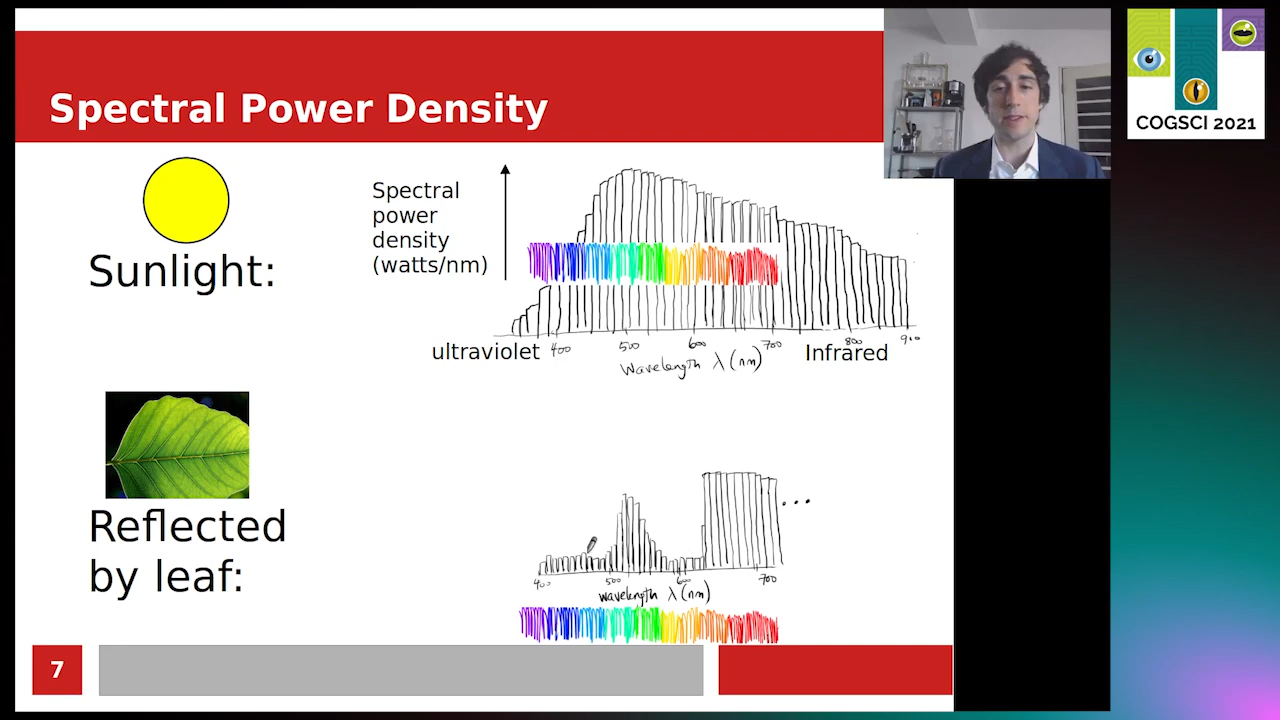 Spectral Power Density
COGSCI 2021
Sunlight:
Spectral
power
density
(watts/nm)
ultraviolet
400 500 600 700 800 900
Infrared
Wavelength λ (nm)
Reflected
by leaf:
...
400 500 600 700
wavelength λ (nm)
7